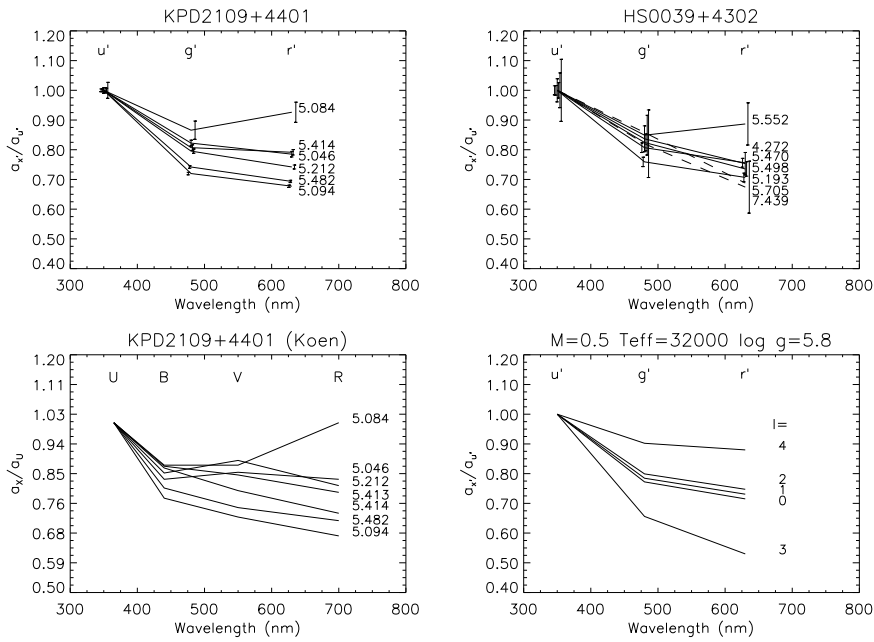 KPD2109+4401
1.20
1.10
1.00
0.90
0.80
0.70
0.60
0.50
0.40
a_x'/a_u'
u' g' r'
5.084
5.414
5.046
5.212
5.482
5.094
300 400 500 600 700 800
Wavelength (nm)
HS0039+4302
1.20
1.10
1.00
0.90
0.80
0.70
0.60
0.50
0.40
a_x'/a_u'
u' g' r'
5.552
4.272
5.470
5.498
5.193
5.705
7.439
300 400 500 600 700 800
Wavelength (nm)
KPD2109+4401 (Koen)
1.20
1.11
1.03
0.94
0.85
0.76
0.68
0.59
0.50
a_X/a_U
U B V R
5.084
5.046
5.212
5.413
5.414
5.482
5.094
300 400 500 600 700 800
Wavelength (nm)
M=0.5 Teff=32000 log g=5.8
1.20
1.10
1.00
0.90
0.80
0.70
0.60
0.50
0.40
a_x'/a_u'
u' g' r'
l=
4
2
1
0
3
300 400 500 600 700 800
Wavelength (nm)